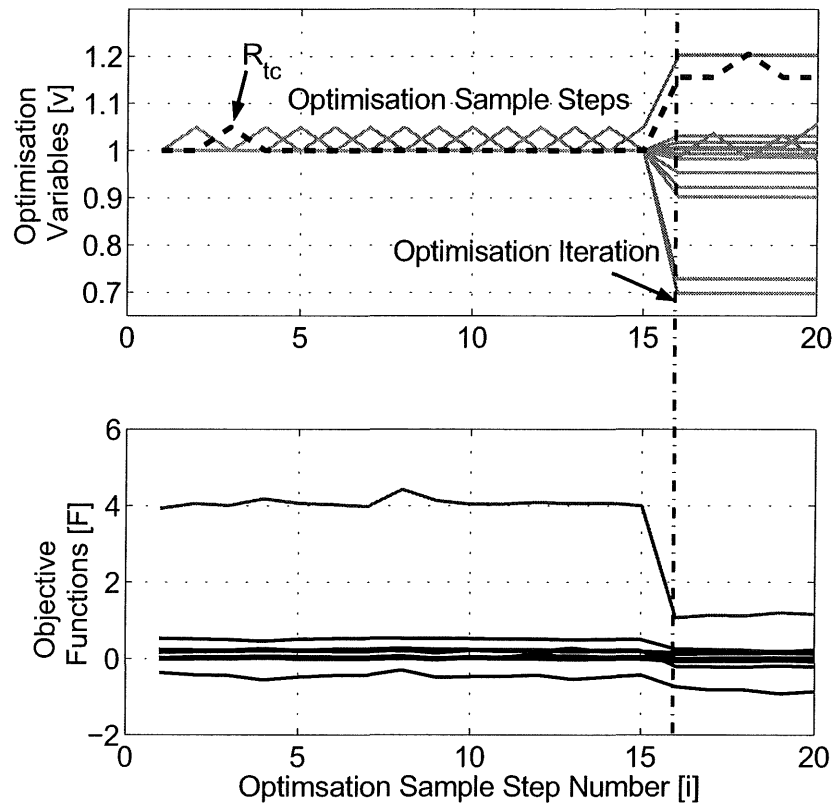 1.2
1.1
1
0.9
0.8
0.7
R_tc
Optimisation Sample Steps
Optimisation Iteration
Optimisation
Variables [v]
0 5 10 15 20
6
4
2
0
−2
Objective
Functions [F]
0 5 10 15 20
Optimsation Sample Step Number [i]